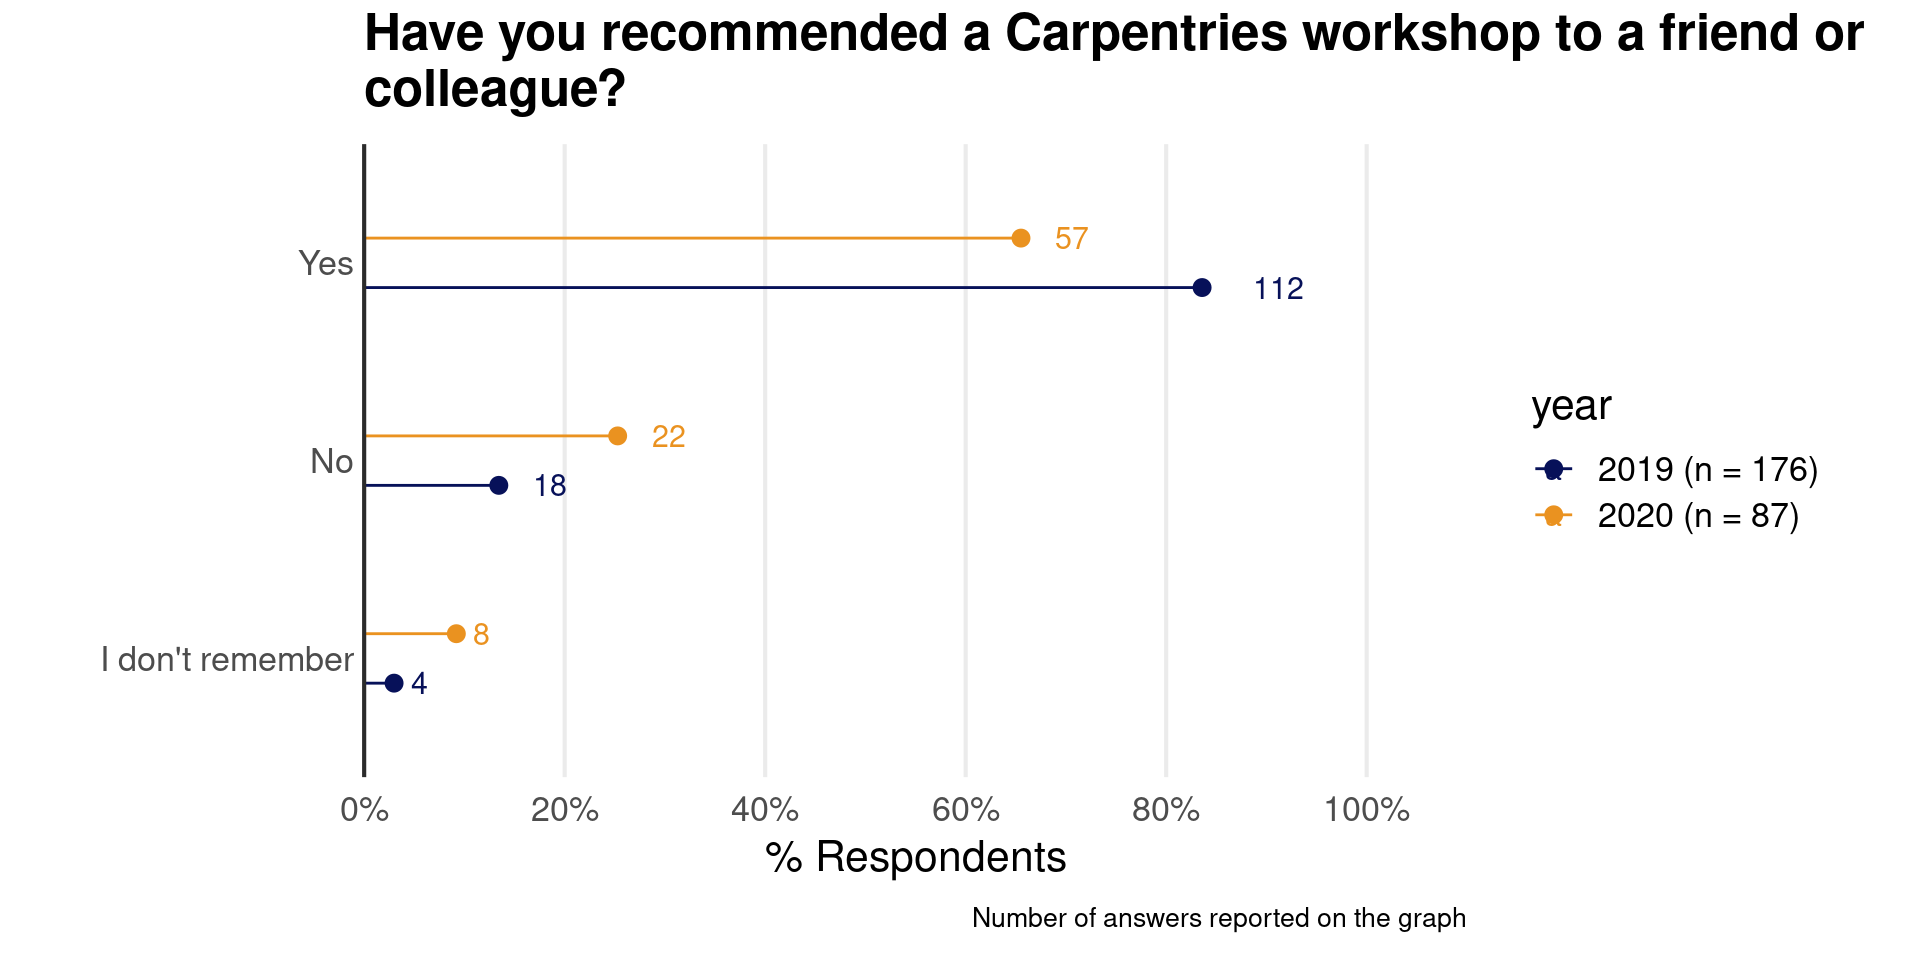 Have you recommended a Carpentries workshop to a friend or
colleague?
57
Yes
112
22
No
18
8
I don't remember
4
0% 20% 40% 60% 80% 100%
% Respondents
Number of answers reported on the graph
year
2019 (n = 176)
2020 (n = 87)